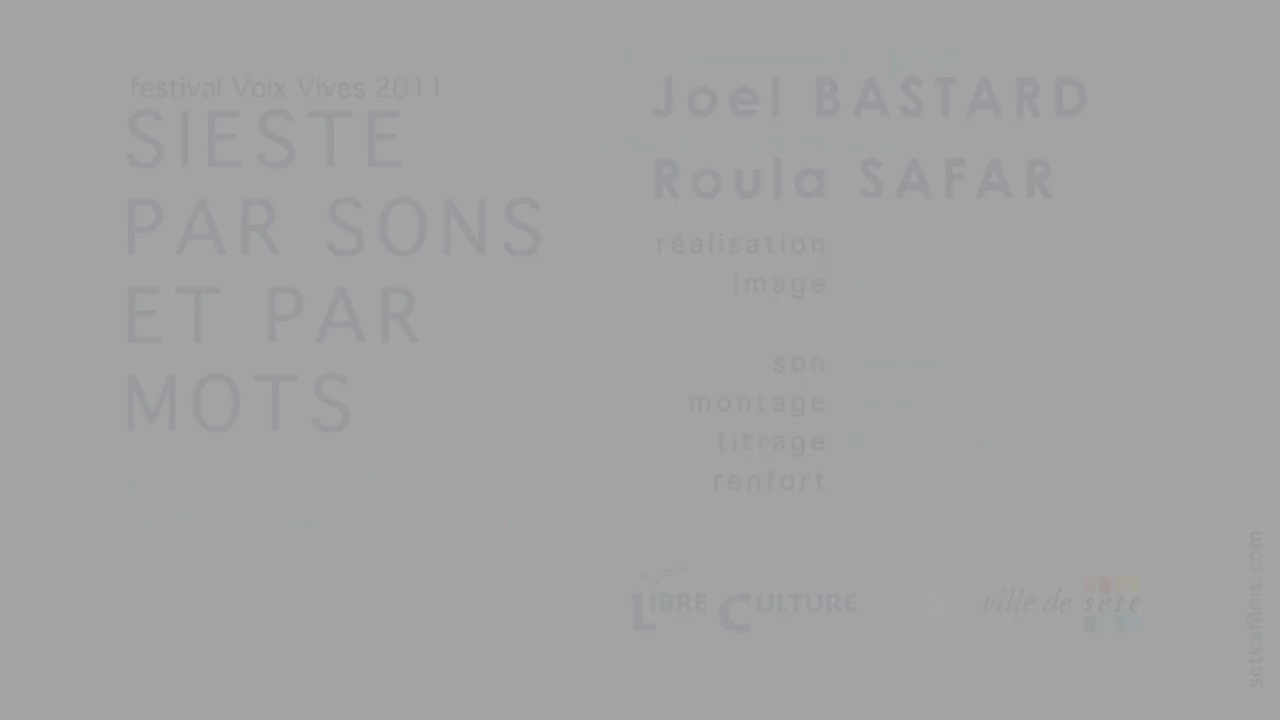 festival Voix Vives 2011
SIESTE
PAR SONS
ET PAR
MOTS
Joel BASTARD
Roula SAFAR
réalisation
image
son
montage
titrage
renfort
LIBRE CULTURE
ville de sète
setkafilms.com